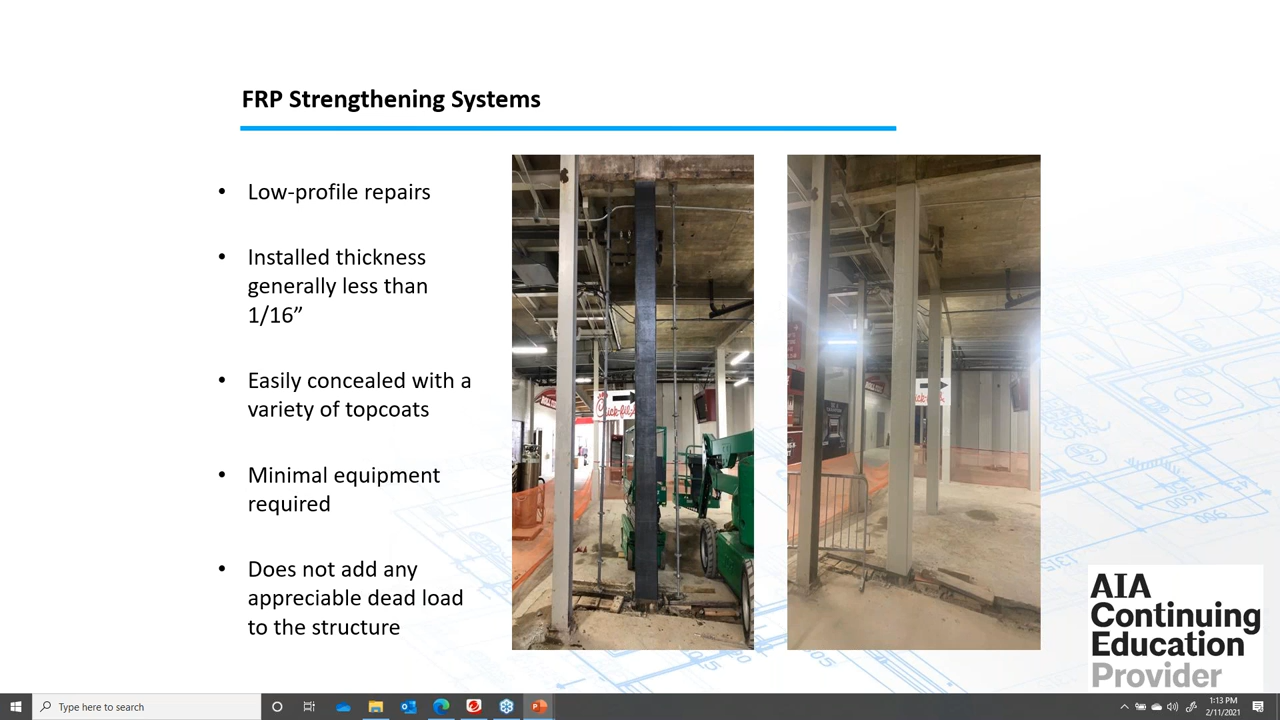 FRP Strengthening Systems
• Low-profile repairs
• Installed thickness
generally less than
1/16”
• Easily concealed with a
variety of topcoats
• Minimal equipment
required
• Does not add any
appreciable dead load
to the structure
AIA
Continuing
Education
Provider
Type here to search
1:13 PM
2/11/2021